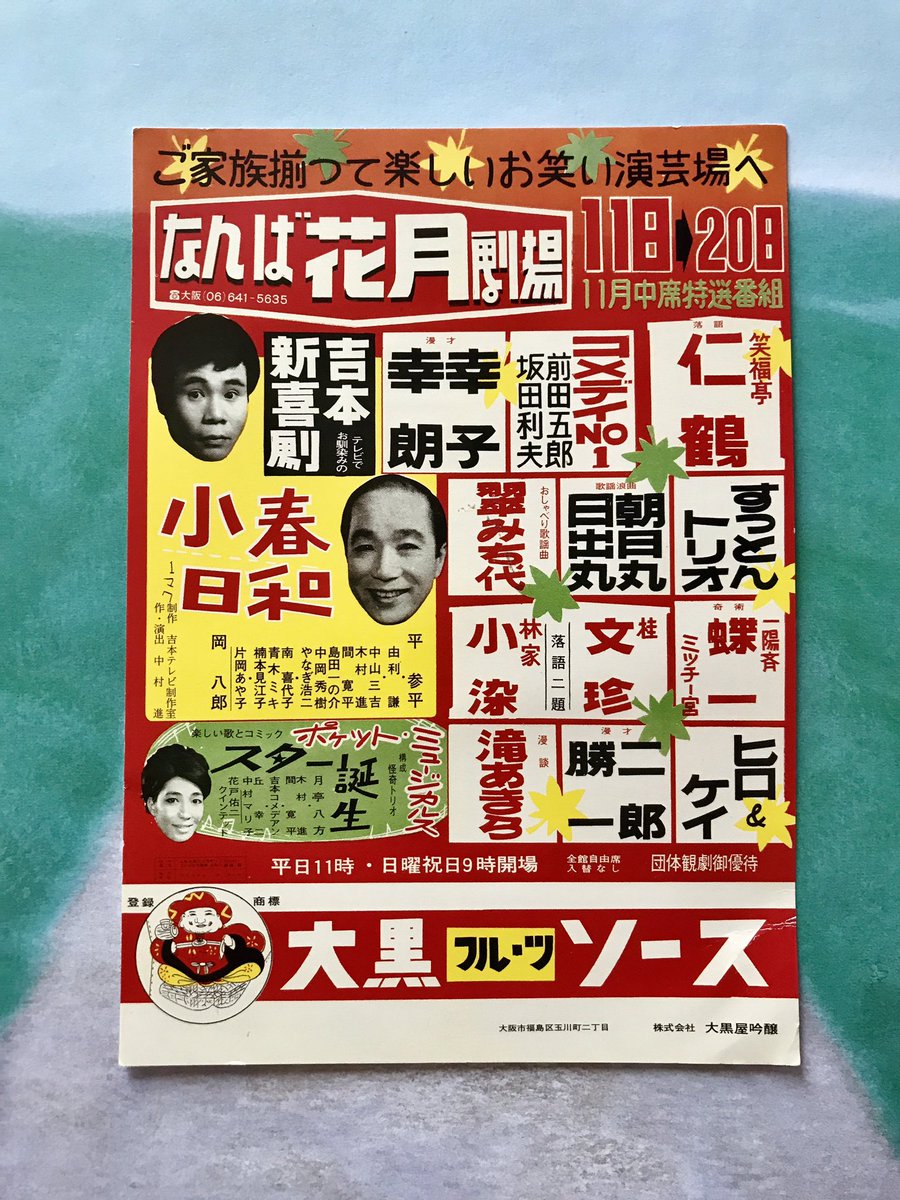 ご家族揃つて楽しいお笑い演芸場へ
なんば花月劇場
☎大阪(06)641-5635
11日➡20日
11月中席特選番組
落語
笑福亭
仁鶴
コメディNO1
前田五郎
坂田利夫
漫才
幸子
幸朗
テレビでお馴染みの
吉本
新喜劇
小春日和
一マク
制作 吉本テレビ制作室
作・演出 中村進
平参平
由利謙
中山三吉
木村進
間寛平
島田一の介
中岡秀樹
やなぎ浩二
南喜代子
青木ミキ
楠本見江子
片岡あや子
岡八郎
すっとんトリオ
歌謡浪曲
朝日丸
日出丸
おしゃべり歌謡曲
翠みち代
奇術
一陽斉
蝶一
ミッチー宮
桂
文珍
落語二題
林家
小染
ヒロ&ケイ
漫才
二郎
勝一
漫談
滝あきら
楽しい歌とコミック
ポケット・ミュージカルス
スター誕生
構成 怪奇トリオ
月亭八方
木村進
間寛平
吉本コメディアン
丘幸二
中村マリ子
花戸佑二クインテット
平日11時・日曜祝日9時開場
全館自由席
入替なし
団体観劇御優待
登録 商標
大黒フルーツソース
大阪市福島区玉川町二丁目
株式会社 大黒屋吟醸